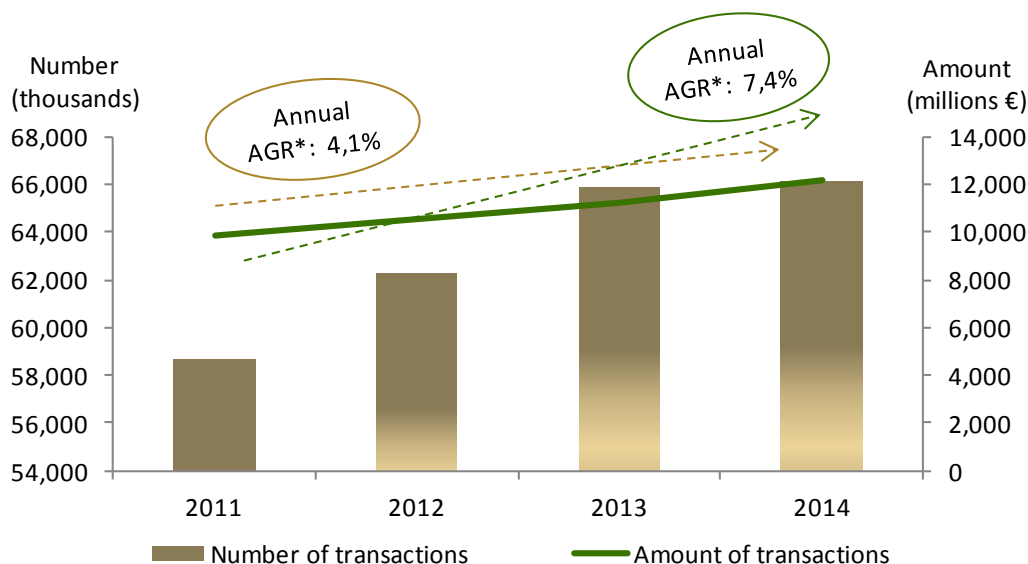 Number
(thousands)
Annual
AGR*: 4,1%
Annual
AGR*: 7,4%
Amount
(millions €)
68,000
66,000
64,000
62,000
60,000
58,000
56,000
54,000
14,000
12,000
10,000
8,000
6,000
4,000
2,000
0
2011
2012
2013
2014
Number of transactions
Amount of transactions